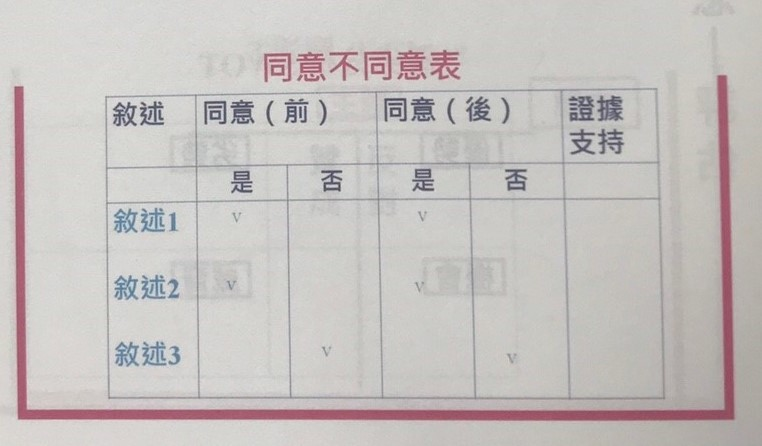 同意不同意表
敘述 同意（前） 同意（後） 證據
支持
是 否 是 否
敘述1 v v
敘述2 v v
敘述3 v v